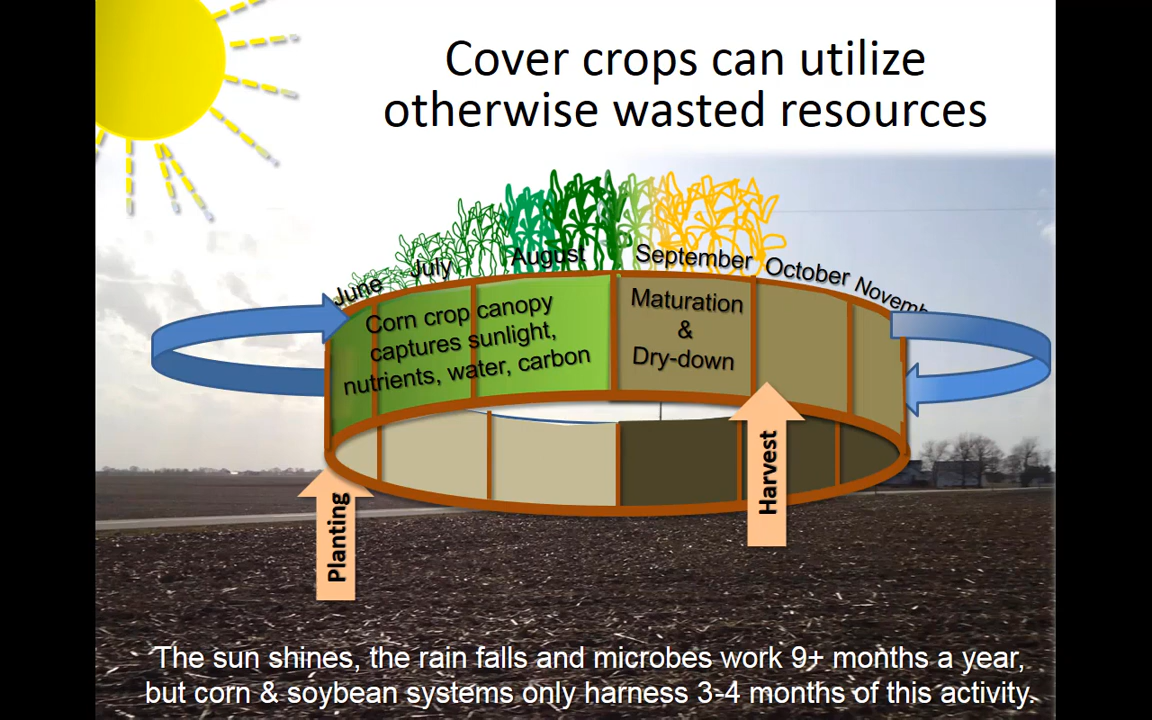 Cover crops can utilize
otherwise wasted resources
June
July
August
September
October
Novemb
Corn crop canopy
captures sunlight,
nutrients, water, carbon
Maturation
&
Dry-down
Planting
Harvest
The sun shines, the rain falls and microbes work 9+ months a year,
but corn & soybean systems only harness 3-4 months of this activity.